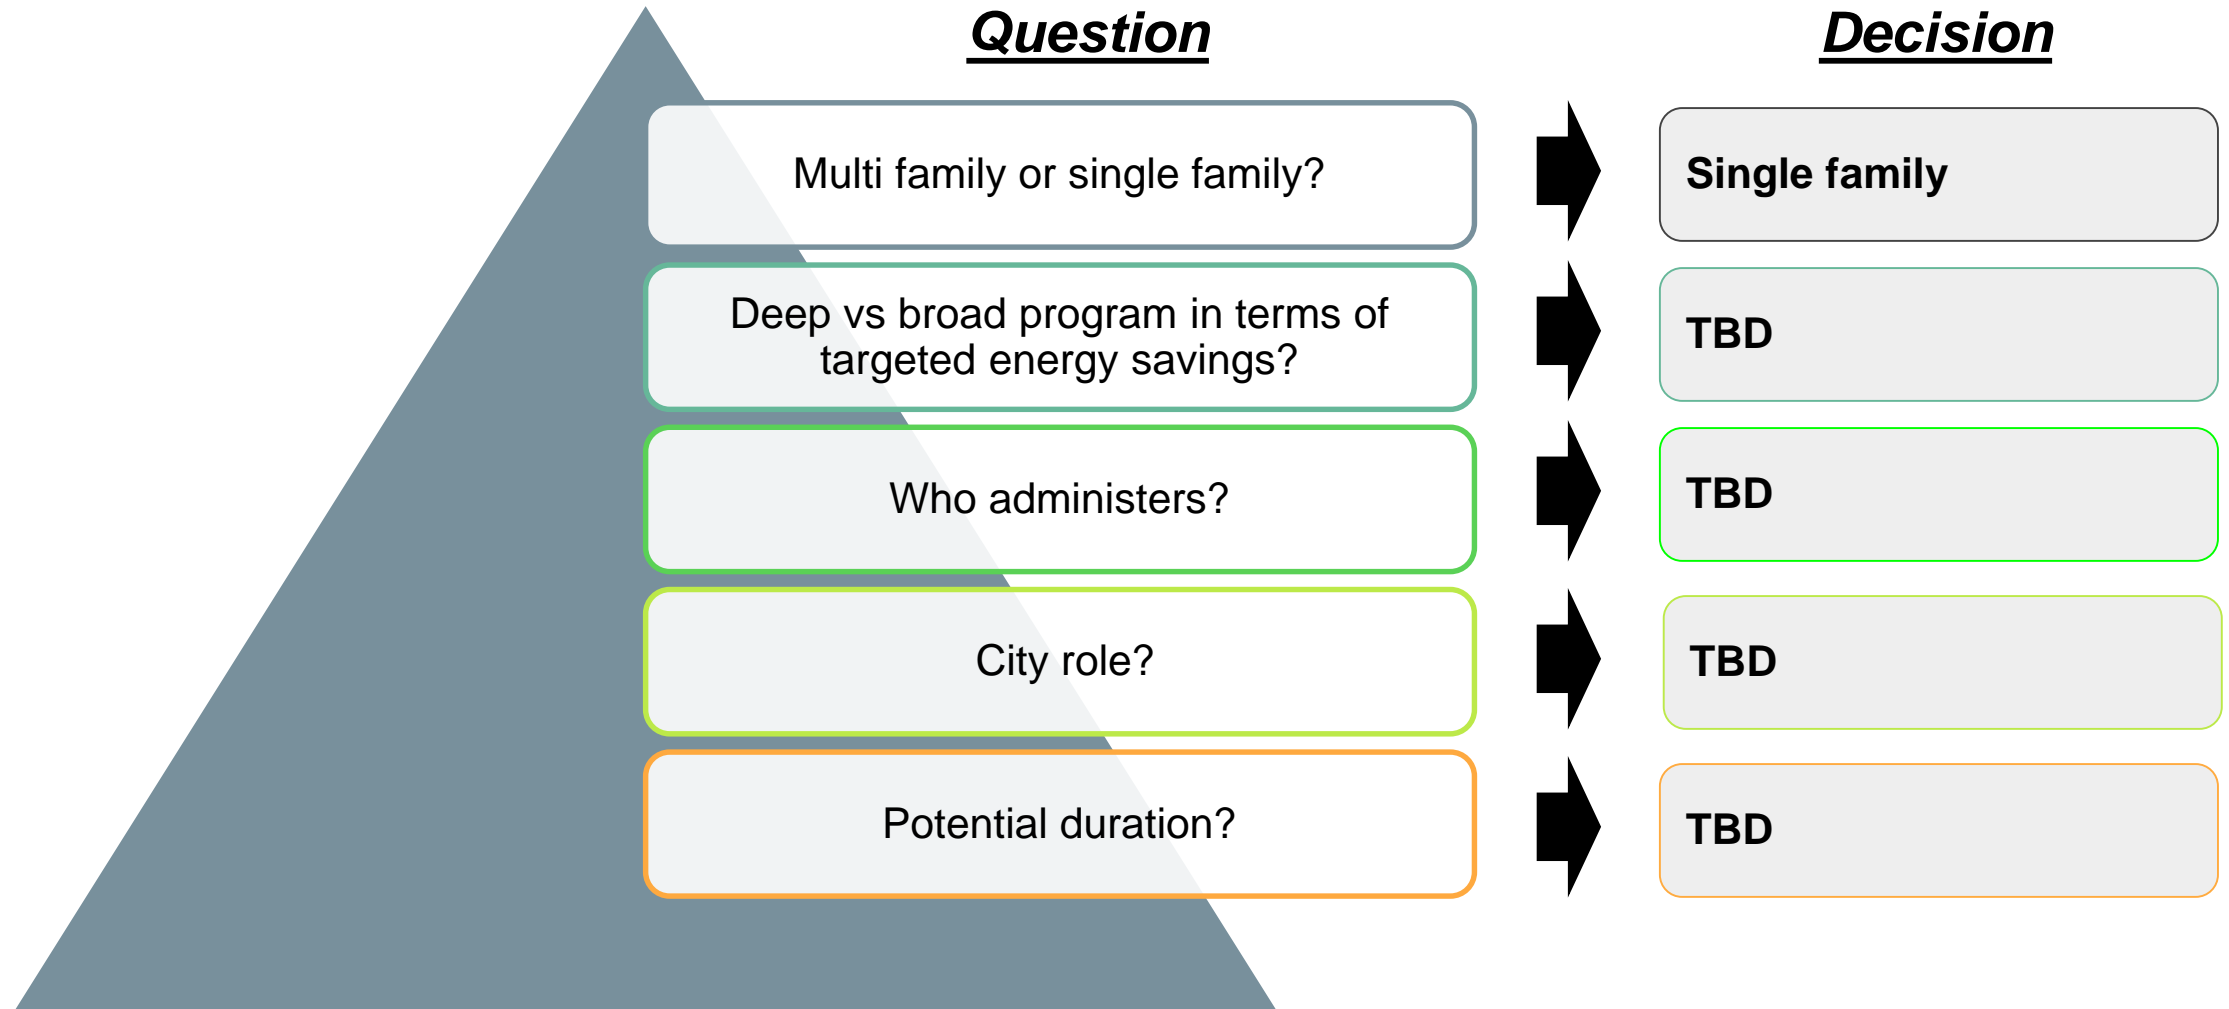 Question
Decision
Multi family or single family?
Single family
Deep vs broad program in terms of
targeted energy savings?
TBD
Who administers?
TBD
City role?
TBD
Potential duration?
TBD